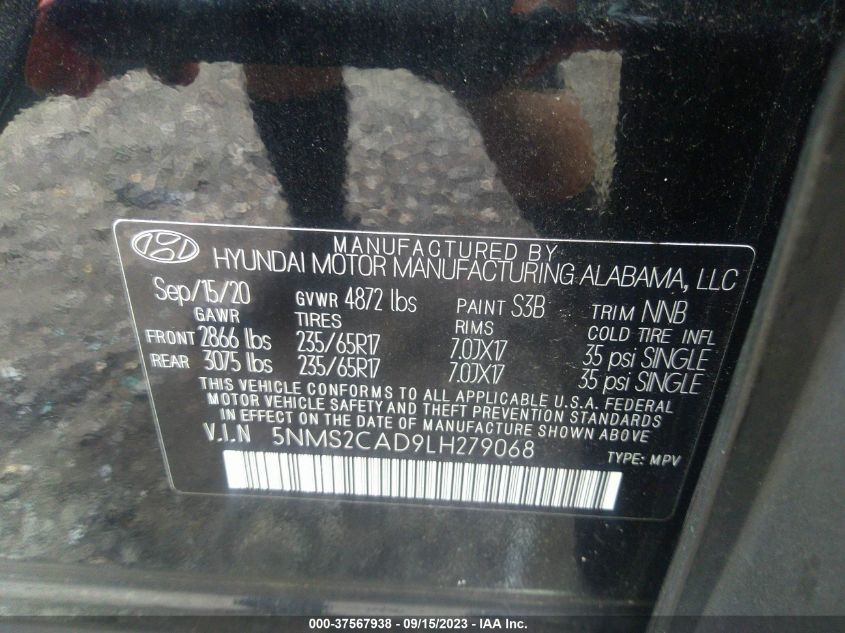 MANUFACTURED BY
HYUNDAI MOTOR MANUFACTURING ALABAMA, LLC
Sep/15/20 GVWR 4872 lbs PAINT S3B TRIM NNB
GAWR TIRES RIMS COLD TIRE INFL
FRONT 2866 lbs 235/65R17 7.0JX17 35 psi SINGLE
REAR 3075 lbs 235/65R17 7.0JX17 35 psi SINGLE
THIS VEHICLE CONFORMS TO ALL APPLICABLE U.S.A. FEDERAL
MOTOR VEHICLE SAFETY AND THEFT PREVENTION STANDARDS
IN EFFECT ON THE DATE OF MANUFACTURE SHOWN ABOVE
V.I.N 5NMS2CAD9LH279068 TYPE: MPV
000-37567938 - 09/15/2023 - IAA Inc.